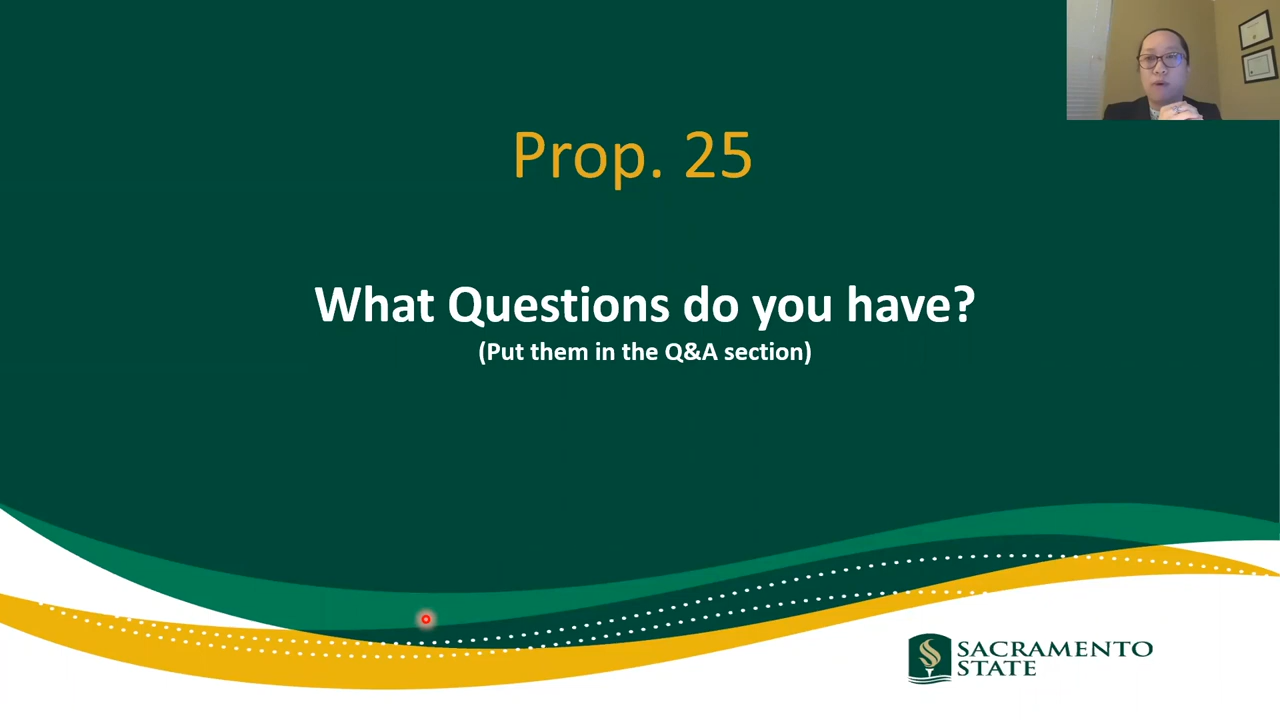 Prop. 25
What Questions do you have?
(Put them in the Q&A section)
SACRAMENTO
STATE